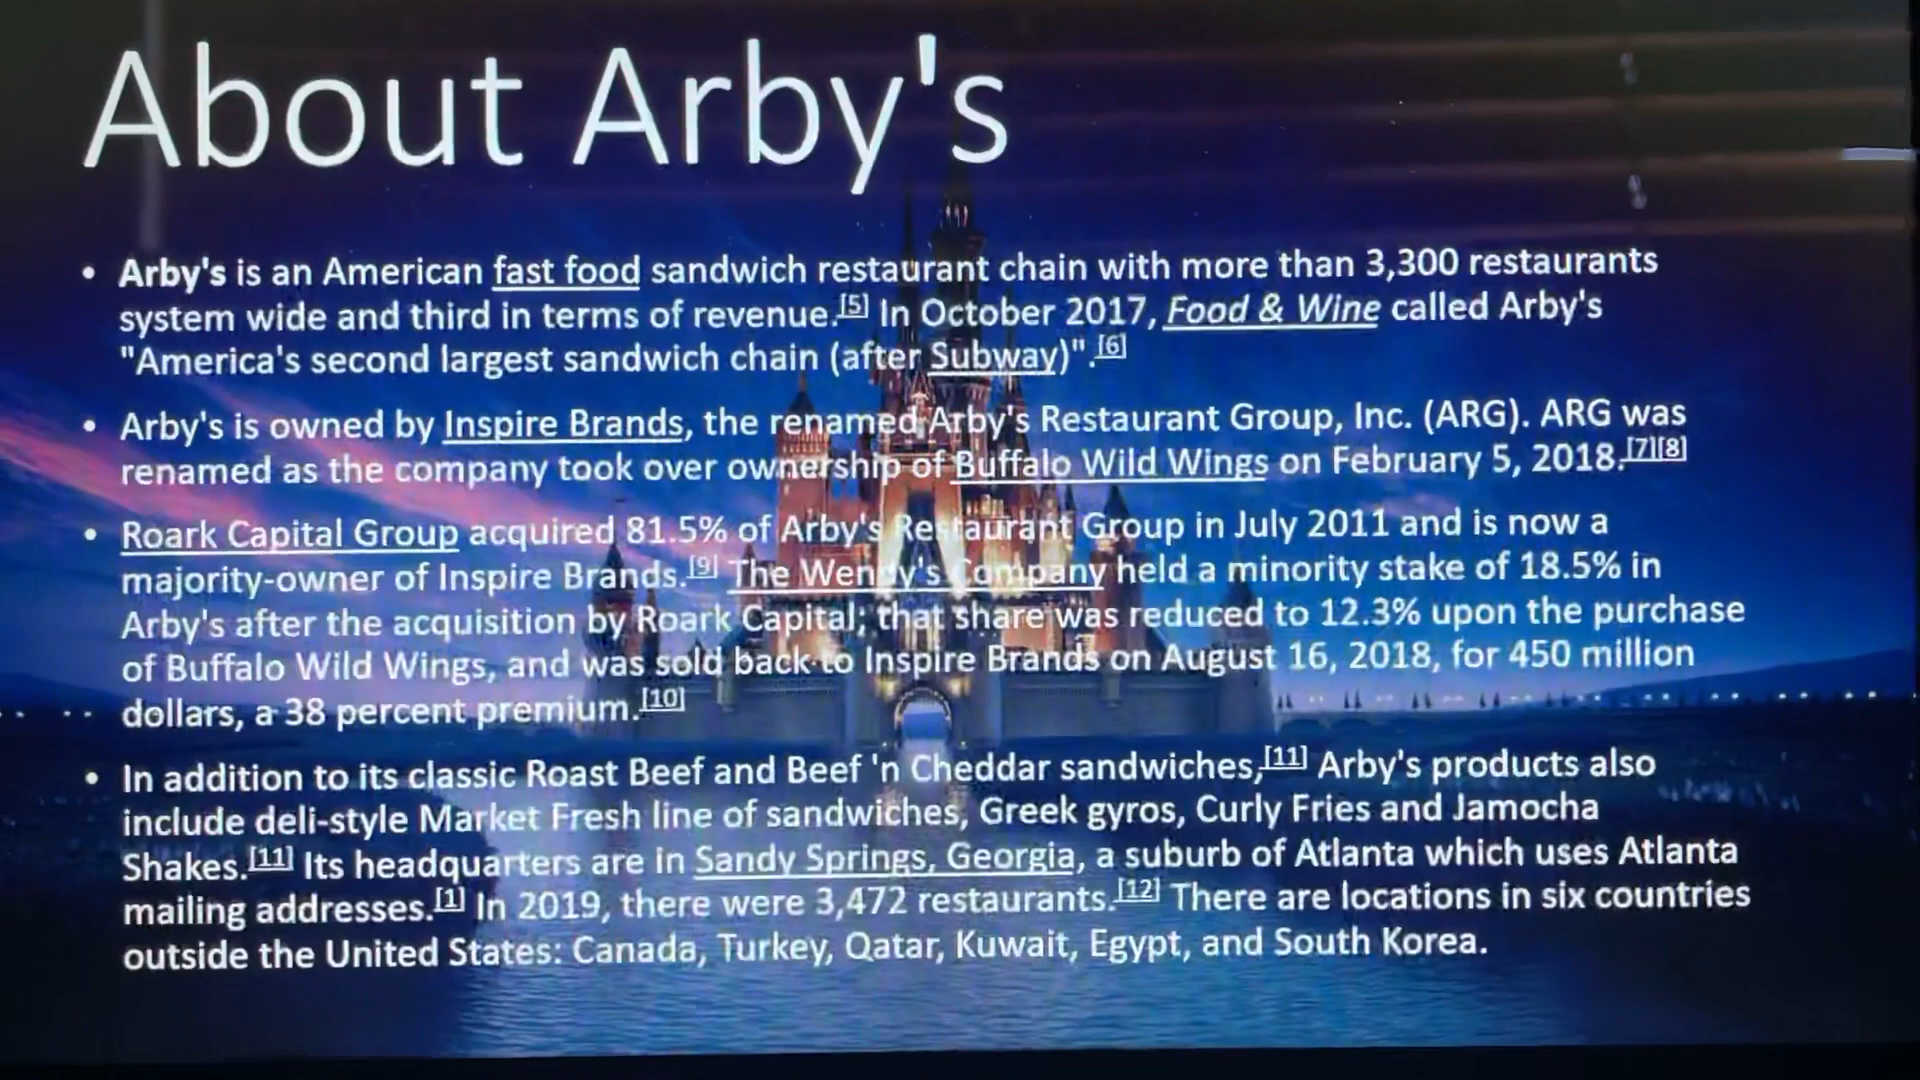 About Arby's
• Arby's is an American fast food sandwich restaurant chain with more than 3,300 restaurants
system wide and third in terms of revenue.[5] In October 2017, Food & Wine called Arby's
"America's second largest sandwich chain (after Subway)".[6]
• Arby's is owned by Inspire Brands, the renamed Arby's Restaurant Group, Inc. (ARG). ARG was
renamed as the company took over ownership of Buffalo Wild Wings on February 5, 2018.[7][8]
• Roark Capital Group acquired 81.5% of Arby's Restaurant Group in July 2011 and is now a
majority-owner of Inspire Brands.[9] The Wendy's Company held a minority stake of 18.5% in
Arby's after the acquisition by Roark Capital; that share was reduced to 12.3% upon the purchase
of Buffalo Wild Wings, and was sold back to Inspire Brands on August 16, 2018, for 450 million
dollars, a 38 percent premium.[10]
• In addition to its classic Roast Beef and Beef 'n Cheddar sandwiches,[11] Arby's products also
include deli-style Market Fresh line of sandwiches, Greek gyros, Curly Fries and Jamocha
Shakes.[11] Its headquarters are in Sandy Springs, Georgia, a suburb of Atlanta which uses Atlanta
mailing addresses.[1] In 2019, there were 3,472 restaurants.[12] There are locations in six countries
outside the United States: Canada, Turkey, Qatar, Kuwait, Egypt, and South Korea.